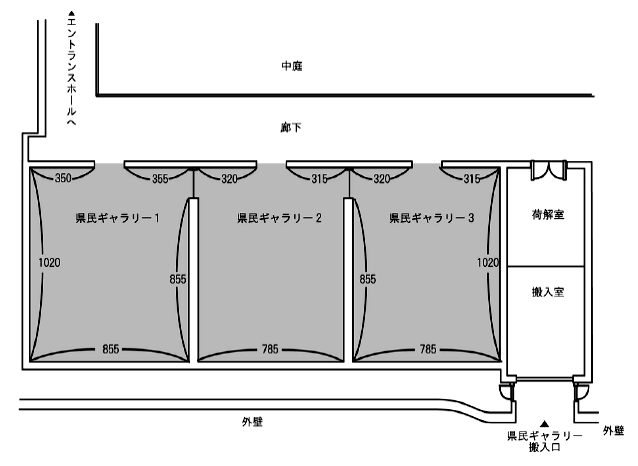 ▲エントランスホールへ
中庭
廊下
350
355
320
315
320
315
県民ギャラリー1
県民ギャラリー2
県民ギャラリー3
荷解室
1020
855
855
1020
搬入室
855
785
785
外壁
▲
県民ギャラリー
搬入口
外壁